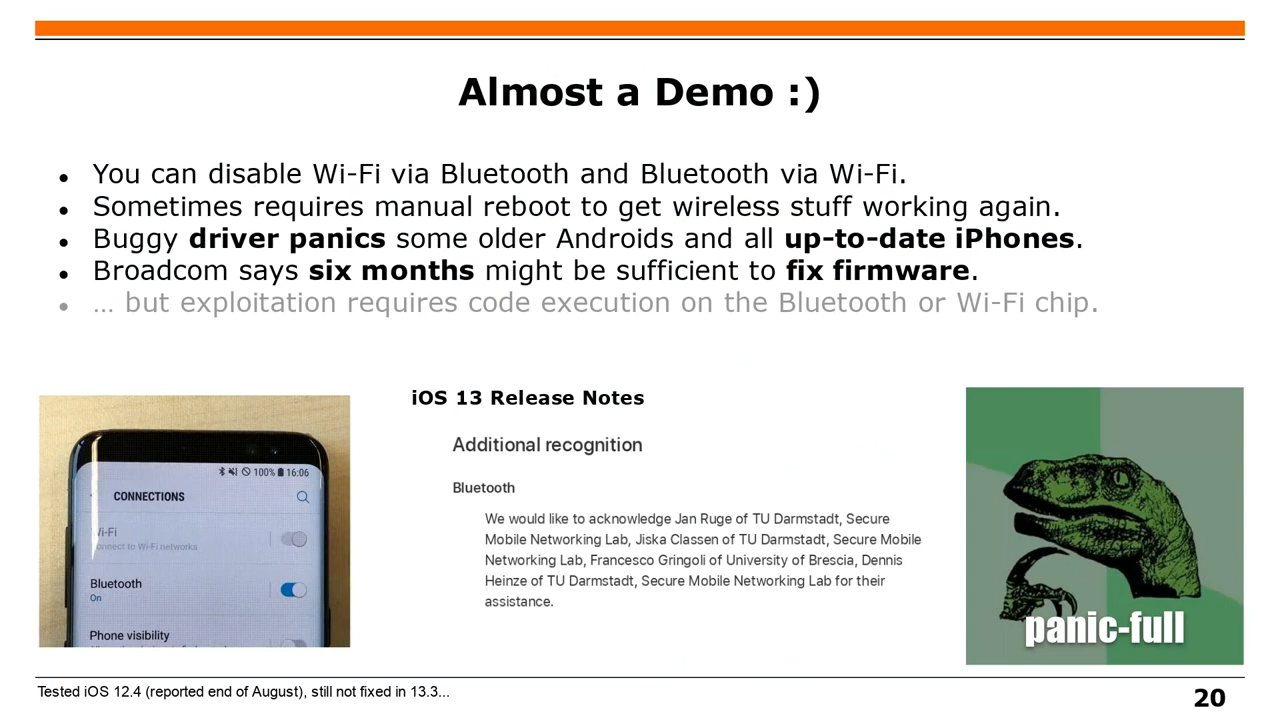 Almost a Demo :)
● You can disable Wi-Fi via Bluetooth and Bluetooth via Wi-Fi.
● Sometimes requires manual reboot to get wireless stuff working again.
● Buggy driver panics some older Androids and all up-to-date iPhones.
● Broadcom says six months might be sufficient to fix firmware.
● … but exploitation requires code execution on the Bluetooth or Wi-Fi chip.
100% 16:06
CONNECTIONS
Wi-Fi
Connect to Wi-Fi networks.
Bluetooth
On
Phone visibility
iOS 13 Release Notes
Additional recognition
Bluetooth
We would like to acknowledge Jan Ruge of TU Darmstadt, Secure
Mobile Networking Lab, Jiska Classen of TU Darmstadt, Secure Mobile
Networking Lab, Francesco Gringoli of University of Brescia, Dennis
Heinze of TU Darmstadt, Secure Mobile Networking Lab for their
assistance.
panic-full
Tested iOS 12.4 (reported end of August), still not fixed in 13.3...
20